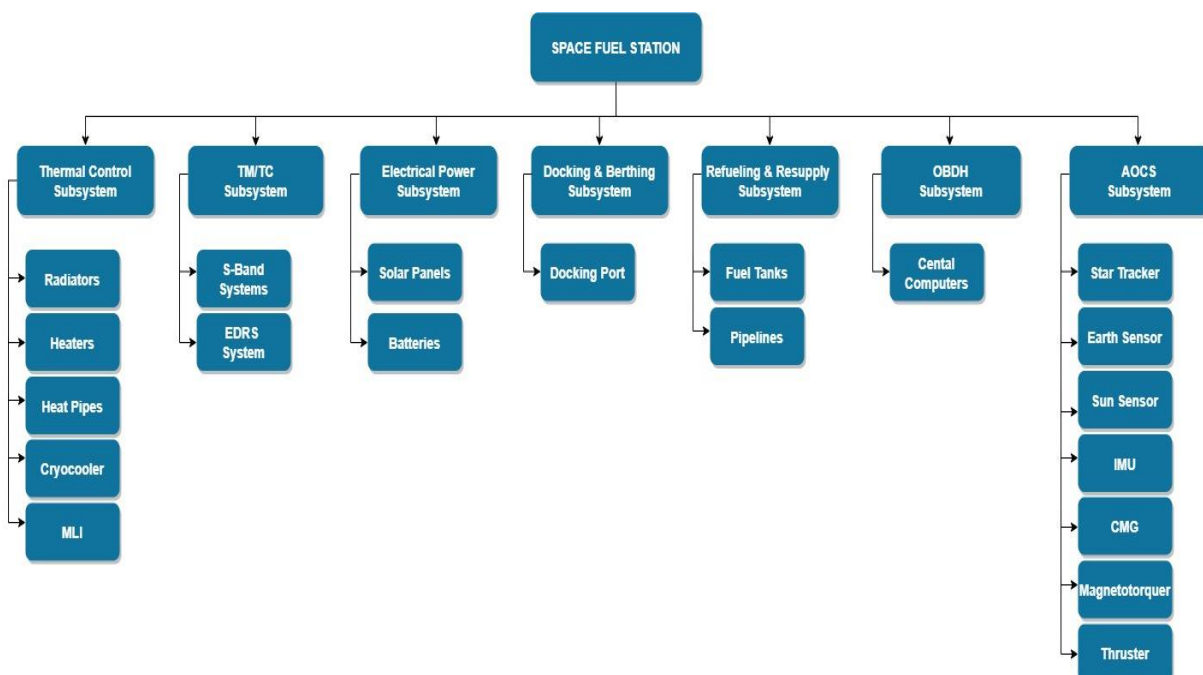 SPACE FUEL STATION
Thermal Control
Subsystem
TM/TC
Subsystem
Electrical Power
Subsystem
Docking & Berthing
Subsystem
Refueling & Resupply
Subsystem
OBDH
Subsystem
AOCS
Subsystem
Radiators
Heaters
Heat Pipes
Cryocooler
MLI
S-Band
Systems
EDRS
System
Solar Panels
Batteries
Docking Port
Fuel Tanks
Pipelines
Cental
Computers
Star Tracker
Earth Sensor
Sun Sensor
IMU
CMG
Magnetotorquer
Thruster